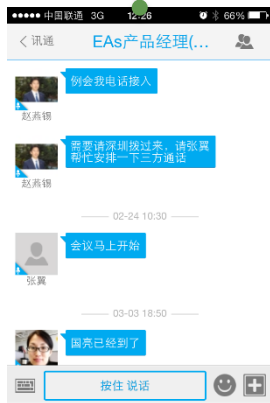 中国联通 3G 12:26 66%
讯通 EAs产品经理(...
例会我电话接入
赵燕锡
需要请深圳拨过来，请张翼
帮忙安排一下三方通话
赵燕锡
02-24 10:30
会议马上开始
张翼
03-03 18:50
国亮已经到了
按住 说话